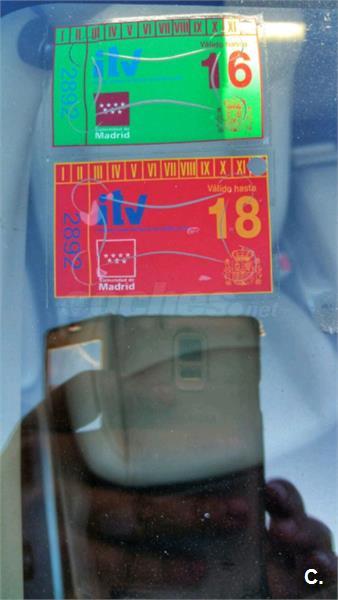 I II III IV V VI VII VIII IX X XI
Válido hasta
2892
itv
16
Comunidad de
Madrid
I II III IV V VI VII VIII IX X XI
Válido hasta
2892
itv
18
Comunidad de
Madrid
C.